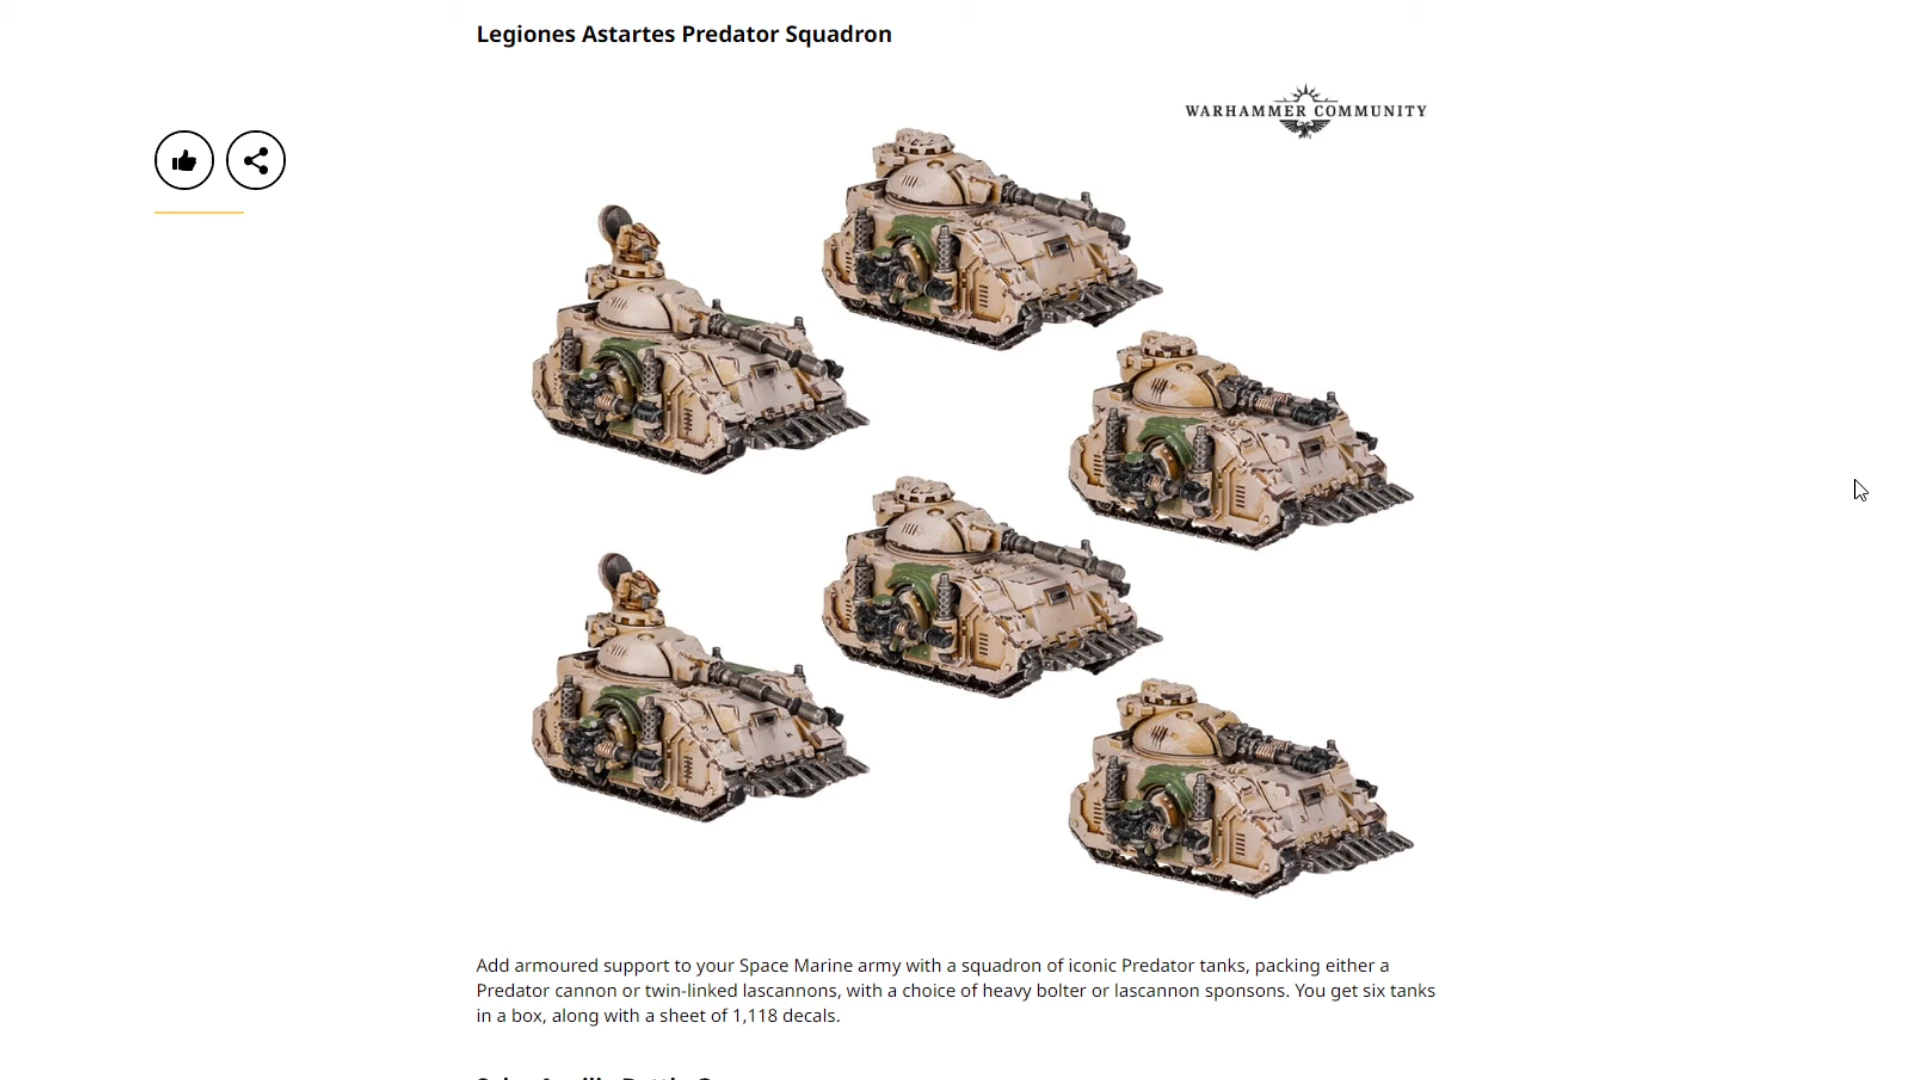 Legiones Astartes Predator Squadron
WARHAMMER COMMUNITY
Add armoured support to your Space Marine army with a squadron of iconic Predator tanks, packing either a
Predator cannon or twin-linked lascannons, with a choice of heavy bolter or lascannon sponsons. You get six tanks
in a box, along with a sheet of 1,118 decals.